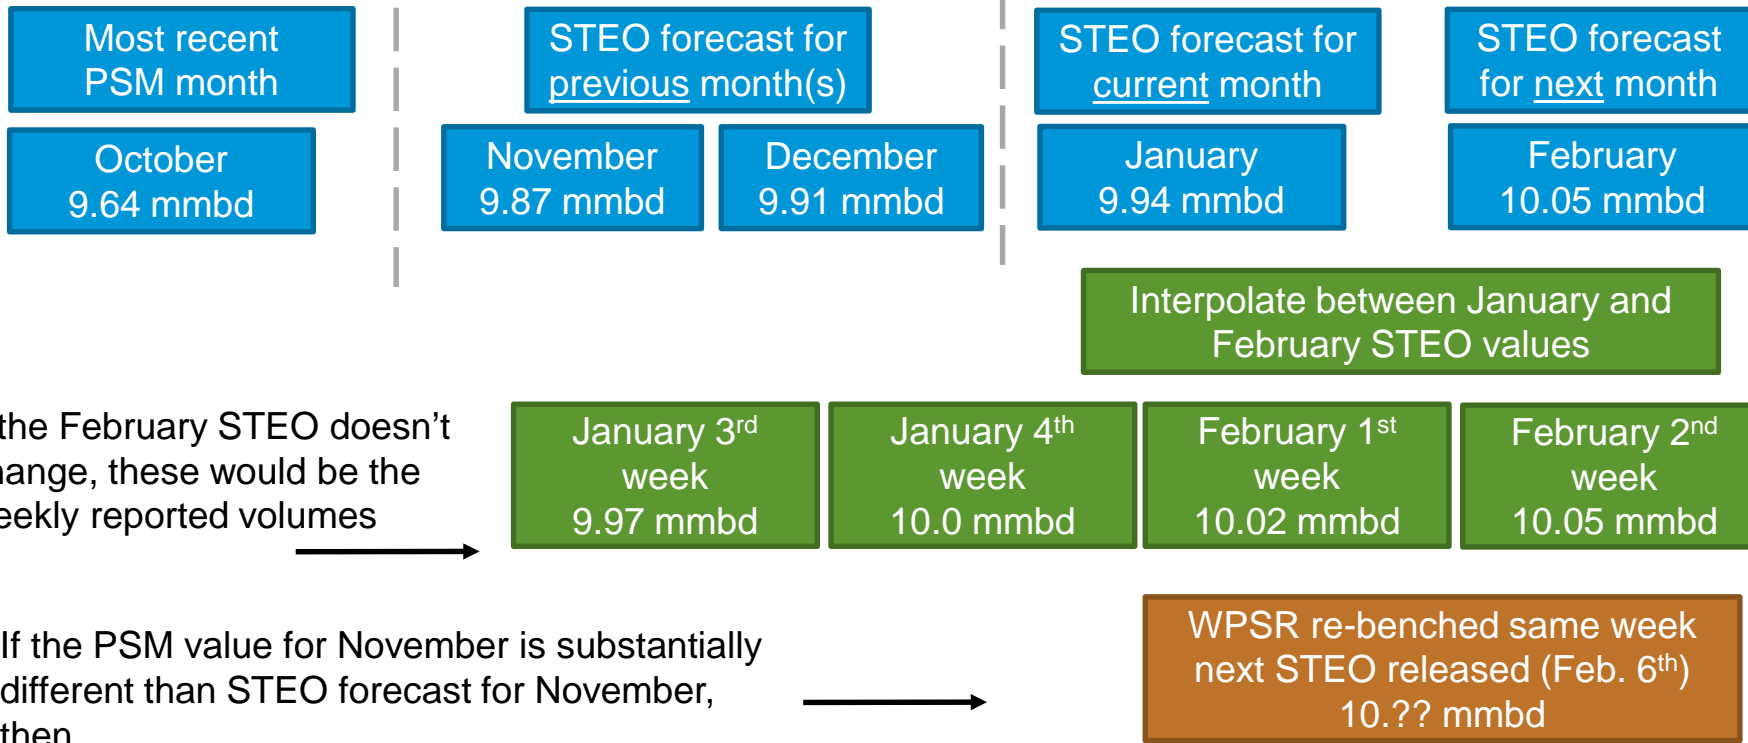 Most recent
PSM month
STEO forecast for
previous month(s)
STEO forecast for
current month
STEO forecast
for next month
October
9.64 mmbd
November
9.87 mmbd
December
9.91 mmbd
January
9.94 mmbd
February
10.05 mmbd
Interpolate between January and
February STEO values
the February STEO doesn’t
hange, these would be the
eekly reported volumes
January 3rd
week
9.97 mmbd
January 4th
week
10.0 mmbd
February 1st
week
10.02 mmbd
February 2nd
week
10.05 mmbd
If the PSM value for November is substantially
different than STEO forecast for November,
then
WPSR re-benched same week
next STEO released (Feb. 6th)
10.?? mmbd